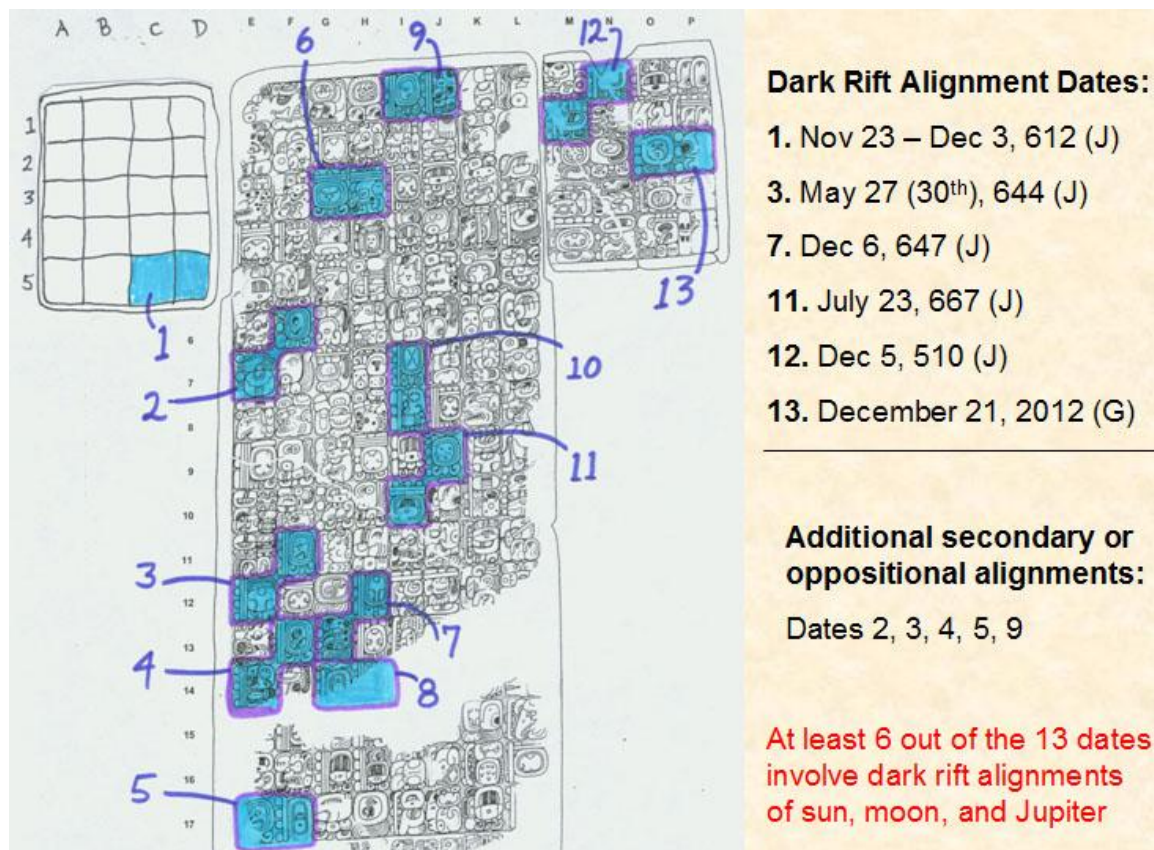 A B C D
E F G H I J K L
M N O P
6
9
12
1
2
3
4
5
1
13
6
7
8
9
10
11
12
13
14
15
16
17
2
10
11
3
7
4
8
5
Dark Rift Alignment Dates:
1. Nov 23 – Dec 3, 612 (J)
3. May 27 (30th), 644 (J)
7. Dec 6, 647 (J)
11. July 23, 667 (J)
12. Dec 5, 510 (J)
13. December 21, 2012 (G)
Additional secondary or
oppositional alignments:
Dates 2, 3, 4, 5, 9
At least 6 out of the 13 dates
involve dark rift alignments
of sun, moon, and Jupiter